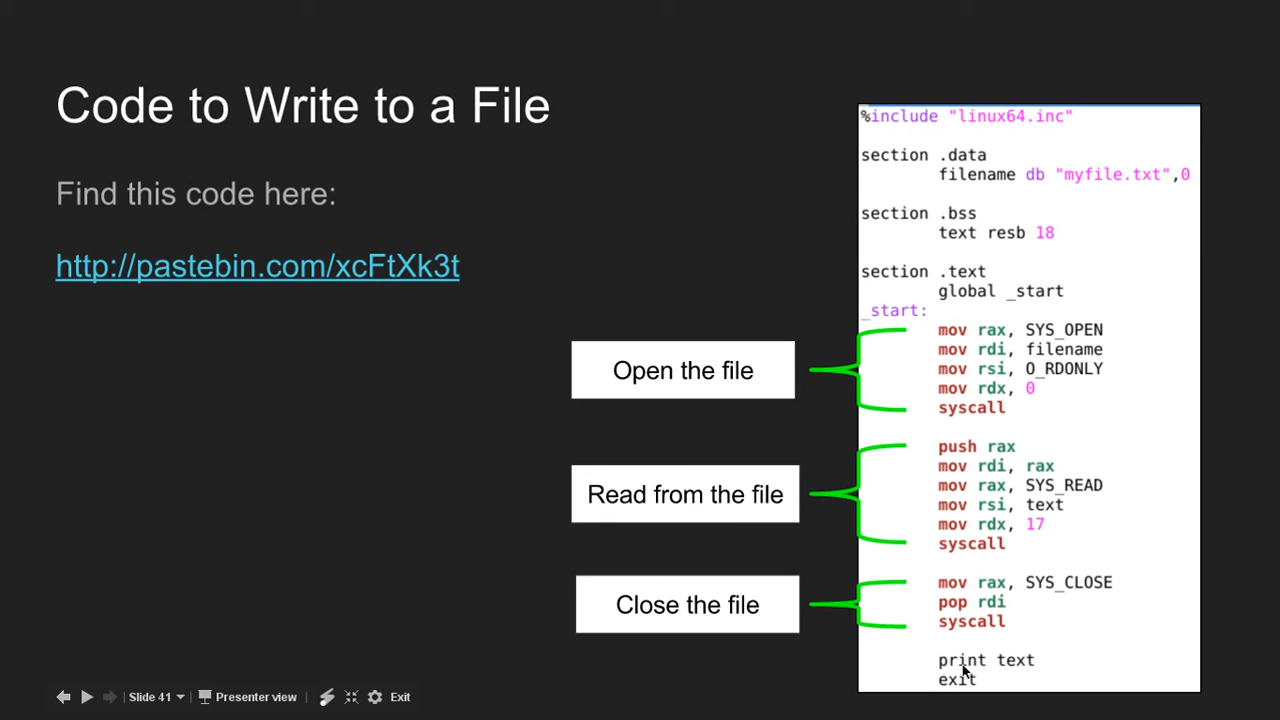 Code to Write to a File
Find this code here:
http://pastebin.com/xcFtXk3t
Open the file
Read from the file
Close the file
%include "linux64.inc"
section .data
filename db "myfile.txt",0
section .bss
text resb 18
section .text
global _start
_start:
mov rax, SYS_OPEN
mov rdi, filename
mov rsi, O_RDONLY
mov rdx, 0
syscall
push rax
mov rdi, rax
mov rax, SYS_READ
mov rsi, text
mov rdx, 17
syscall
mov rax, SYS_CLOSE
pop rdi
syscall
print text
exit
Slide 41
Presenter view
Exit